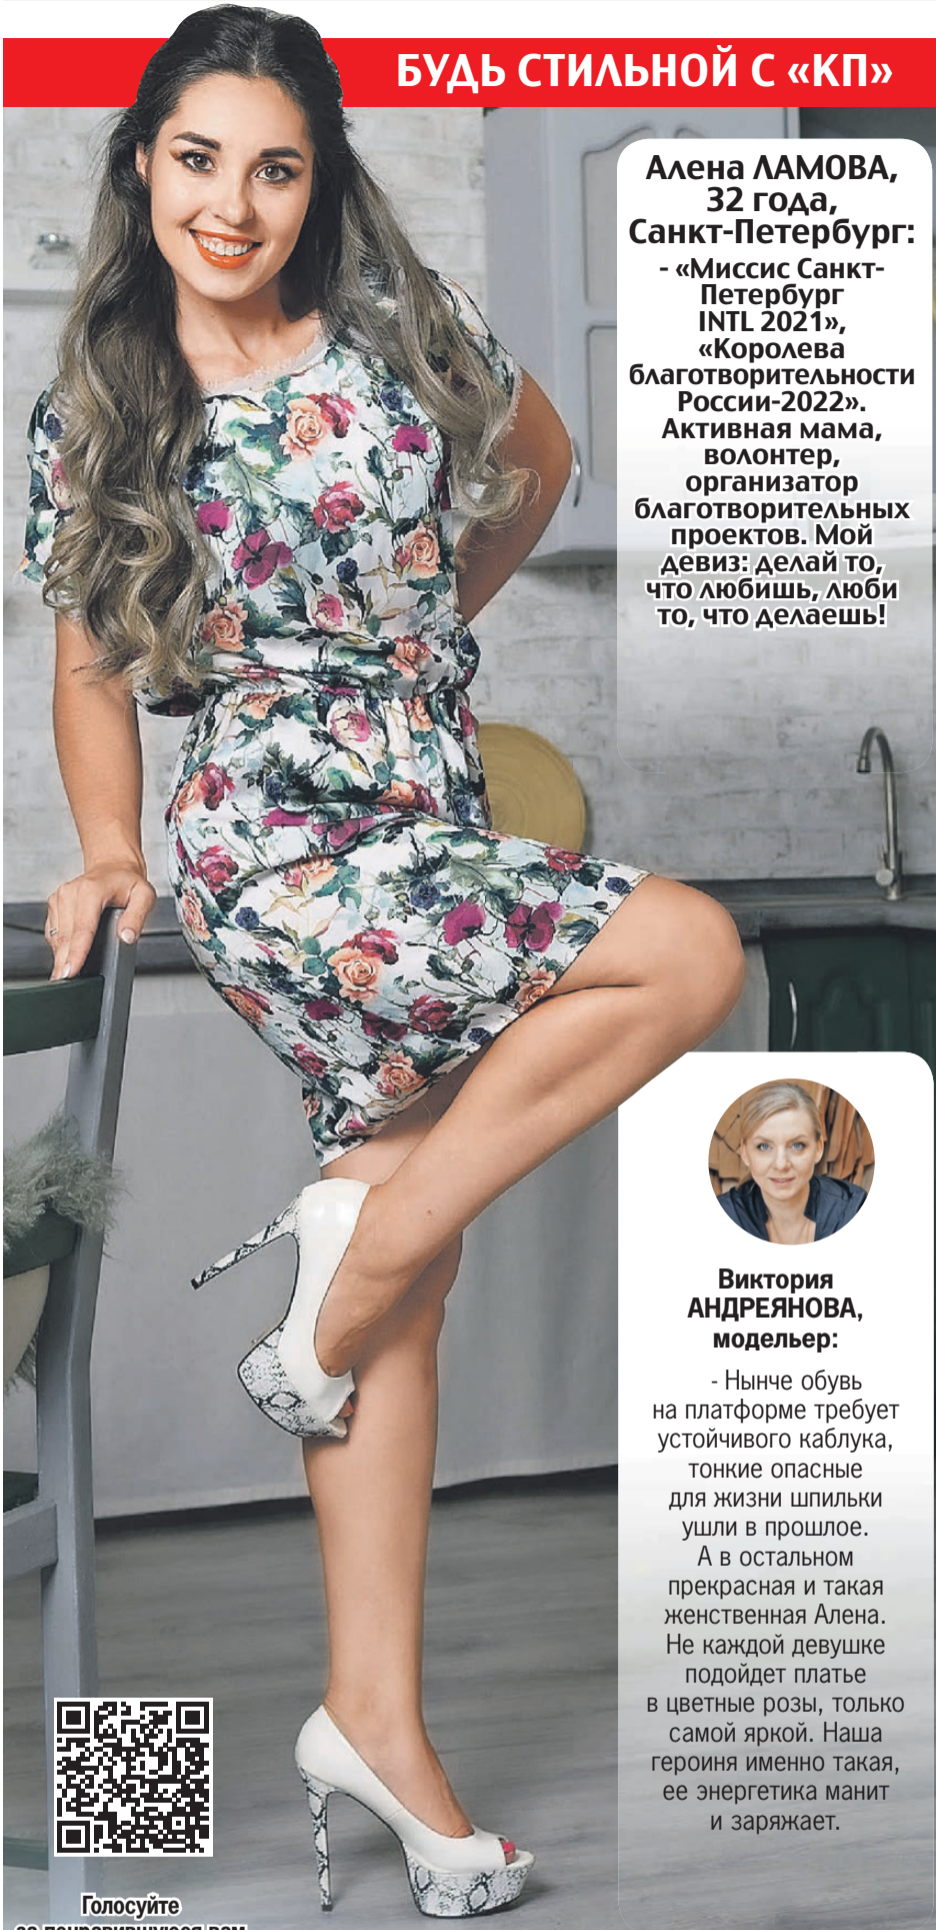 БУДЬ СТИЛЬНОЙ С «КП»
Алена ЛАМОВА,
32 года,
Санкт-Петербург:
- «Миссис Санкт-
Петербург
INTL 2021»,
«Королева
благотворительности
России-2022».
Активная мама,
волонтер,
организатор
благотворительных
проектов. Мой
девиз: делай то,
что любишь, люби
то, что делаешь!
Виктория
АНДРЕЯНОВА,
модельер:
- Нынче обувь
на платформе требует
устойчивого каблука,
тонкие опасные
для жизни шпильки
ушли в прошлое.
А в остальном
прекрасная и такая
женственная Алена.
Не каждой девушке
подойдет платье
в цветные розы, только
самой яркой. Наша
героиня именно такая,
ее энергетика манит
и заряжает.
Голосуйте
за понравившуюся вам